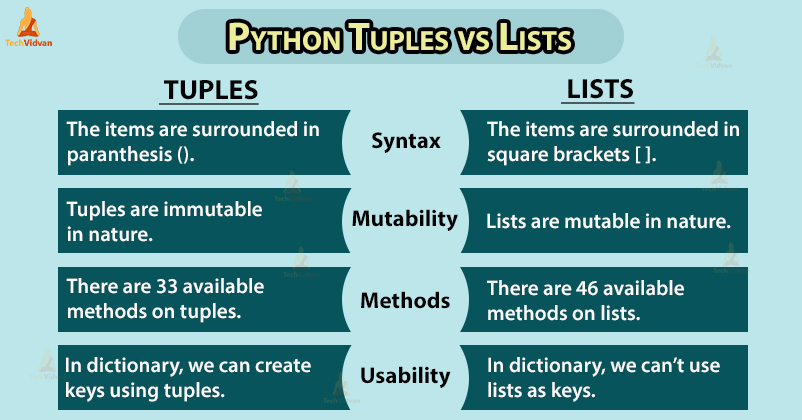 TechVidvan
PYTHON TUPLES VS LISTS
TUPLES
LISTS
The items are surrounded in
paranthesis ().
Syntax
The items are surrounded in
square brackets [ ].
Tuples are immutable
in nature.
Mutability
Lists are mutable in nature.
There are 33 available
methods on tuples.
Methods
There are 46 available
methods on lists.
In dictionary, we can create
keys using tuples.
Usability
In dictionary, we can't use
lists as keys.